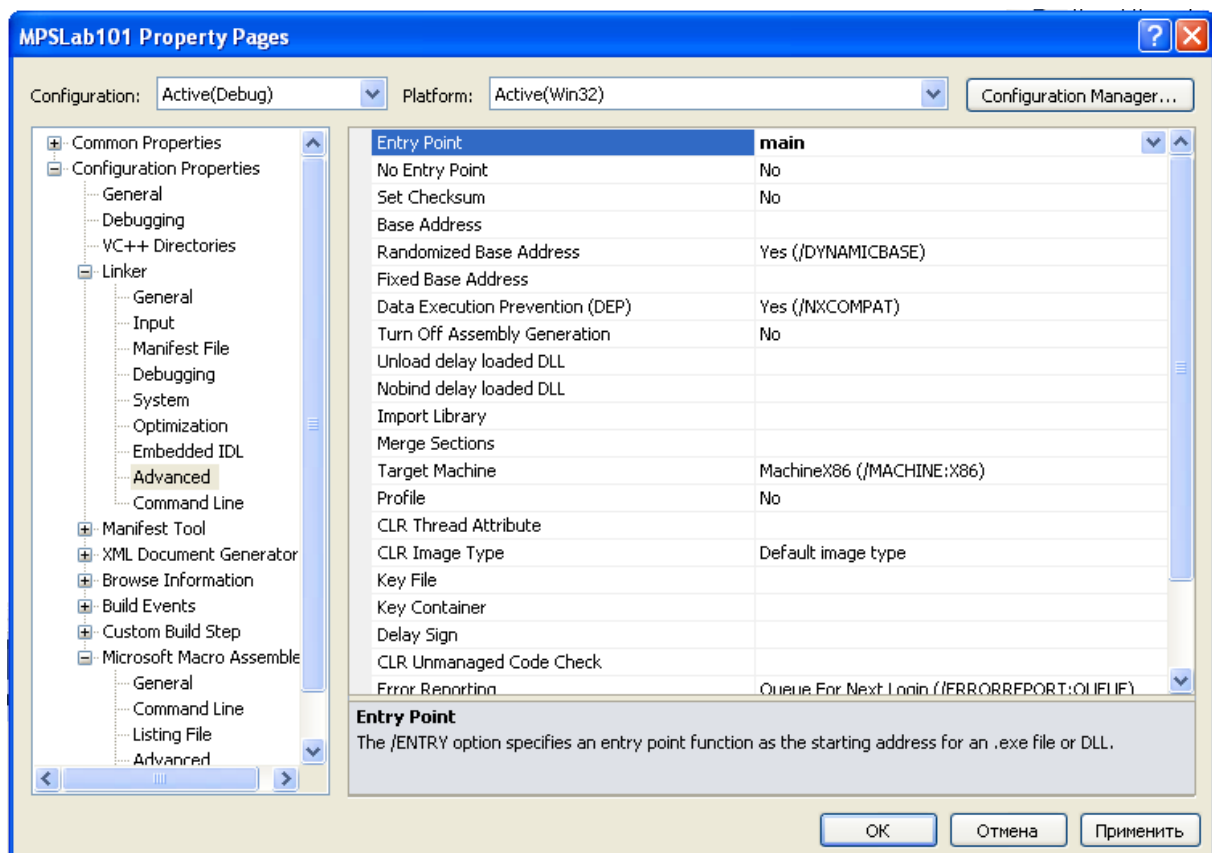 MPSLab101 Property Pages
Configuration: Active(Debug) Platform: Active(Win32) Configuration Manager...
Common Properties
Configuration Properties
General
Debugging
VC++ Directories
Linker
General
Input
Manifest File
Debugging
System
Optimization
Embedded IDL
Advanced
Command Line
Manifest Tool
XML Document Generator
Browse Information
Build Events
Custom Build Step
Microsoft Macro Assemble
General
Command Line
Listing File
Advanced
Entry Point main
No Entry Point No
Set Checksum No
Base Address
Randomized Base Address Yes (/DYNAMICBASE)
Fixed Base Address
Data Execution Prevention (DEP) Yes (/NXCOMPAT)
Turn Off Assembly Generation No
Unload delay loaded DLL
Nobind delay loaded DLL
Import Library
Merge Sections
Target Machine MachineX86 (/MACHINE:X86)
Profile No
CLR Thread Attribute
CLR Image Type Default image type
Key File
Key Container
Delay Sign
CLR Unmanaged Code Check
Error Reporting Queue For Next Login (/ERRORREPORT:QUEUE)
Entry Point
The /ENTRY option specifies an entry point function as the starting address for an .exe file or DLL.
ОК Отмена Применить